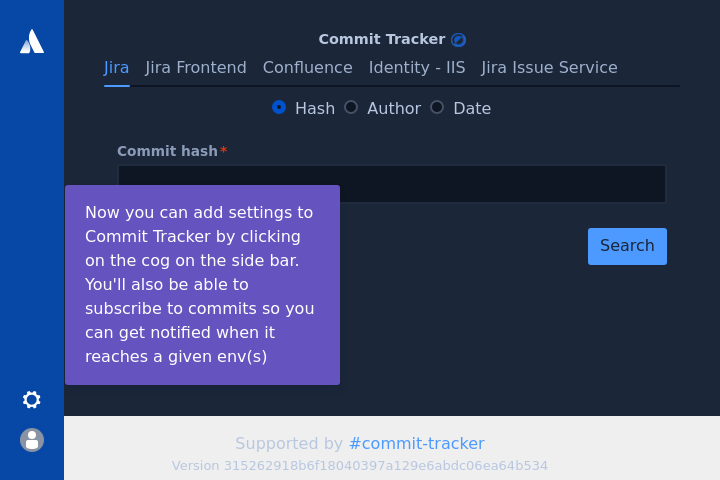 Commit Tracker
Jira Jira Frontend Confluence Identity - IIS Jira Issue Service
Hash Author Date
Commit hash*
Now you can add settings to
Commit Tracker by clicking
on the cog on the side bar.
You'll also be able to
subscribe to commits so you
can get notified when it
reaches a given env(s)
Search
Supported by #commit-tracker
Version 315262918b6f18040397a129e6abdc06ea64b534